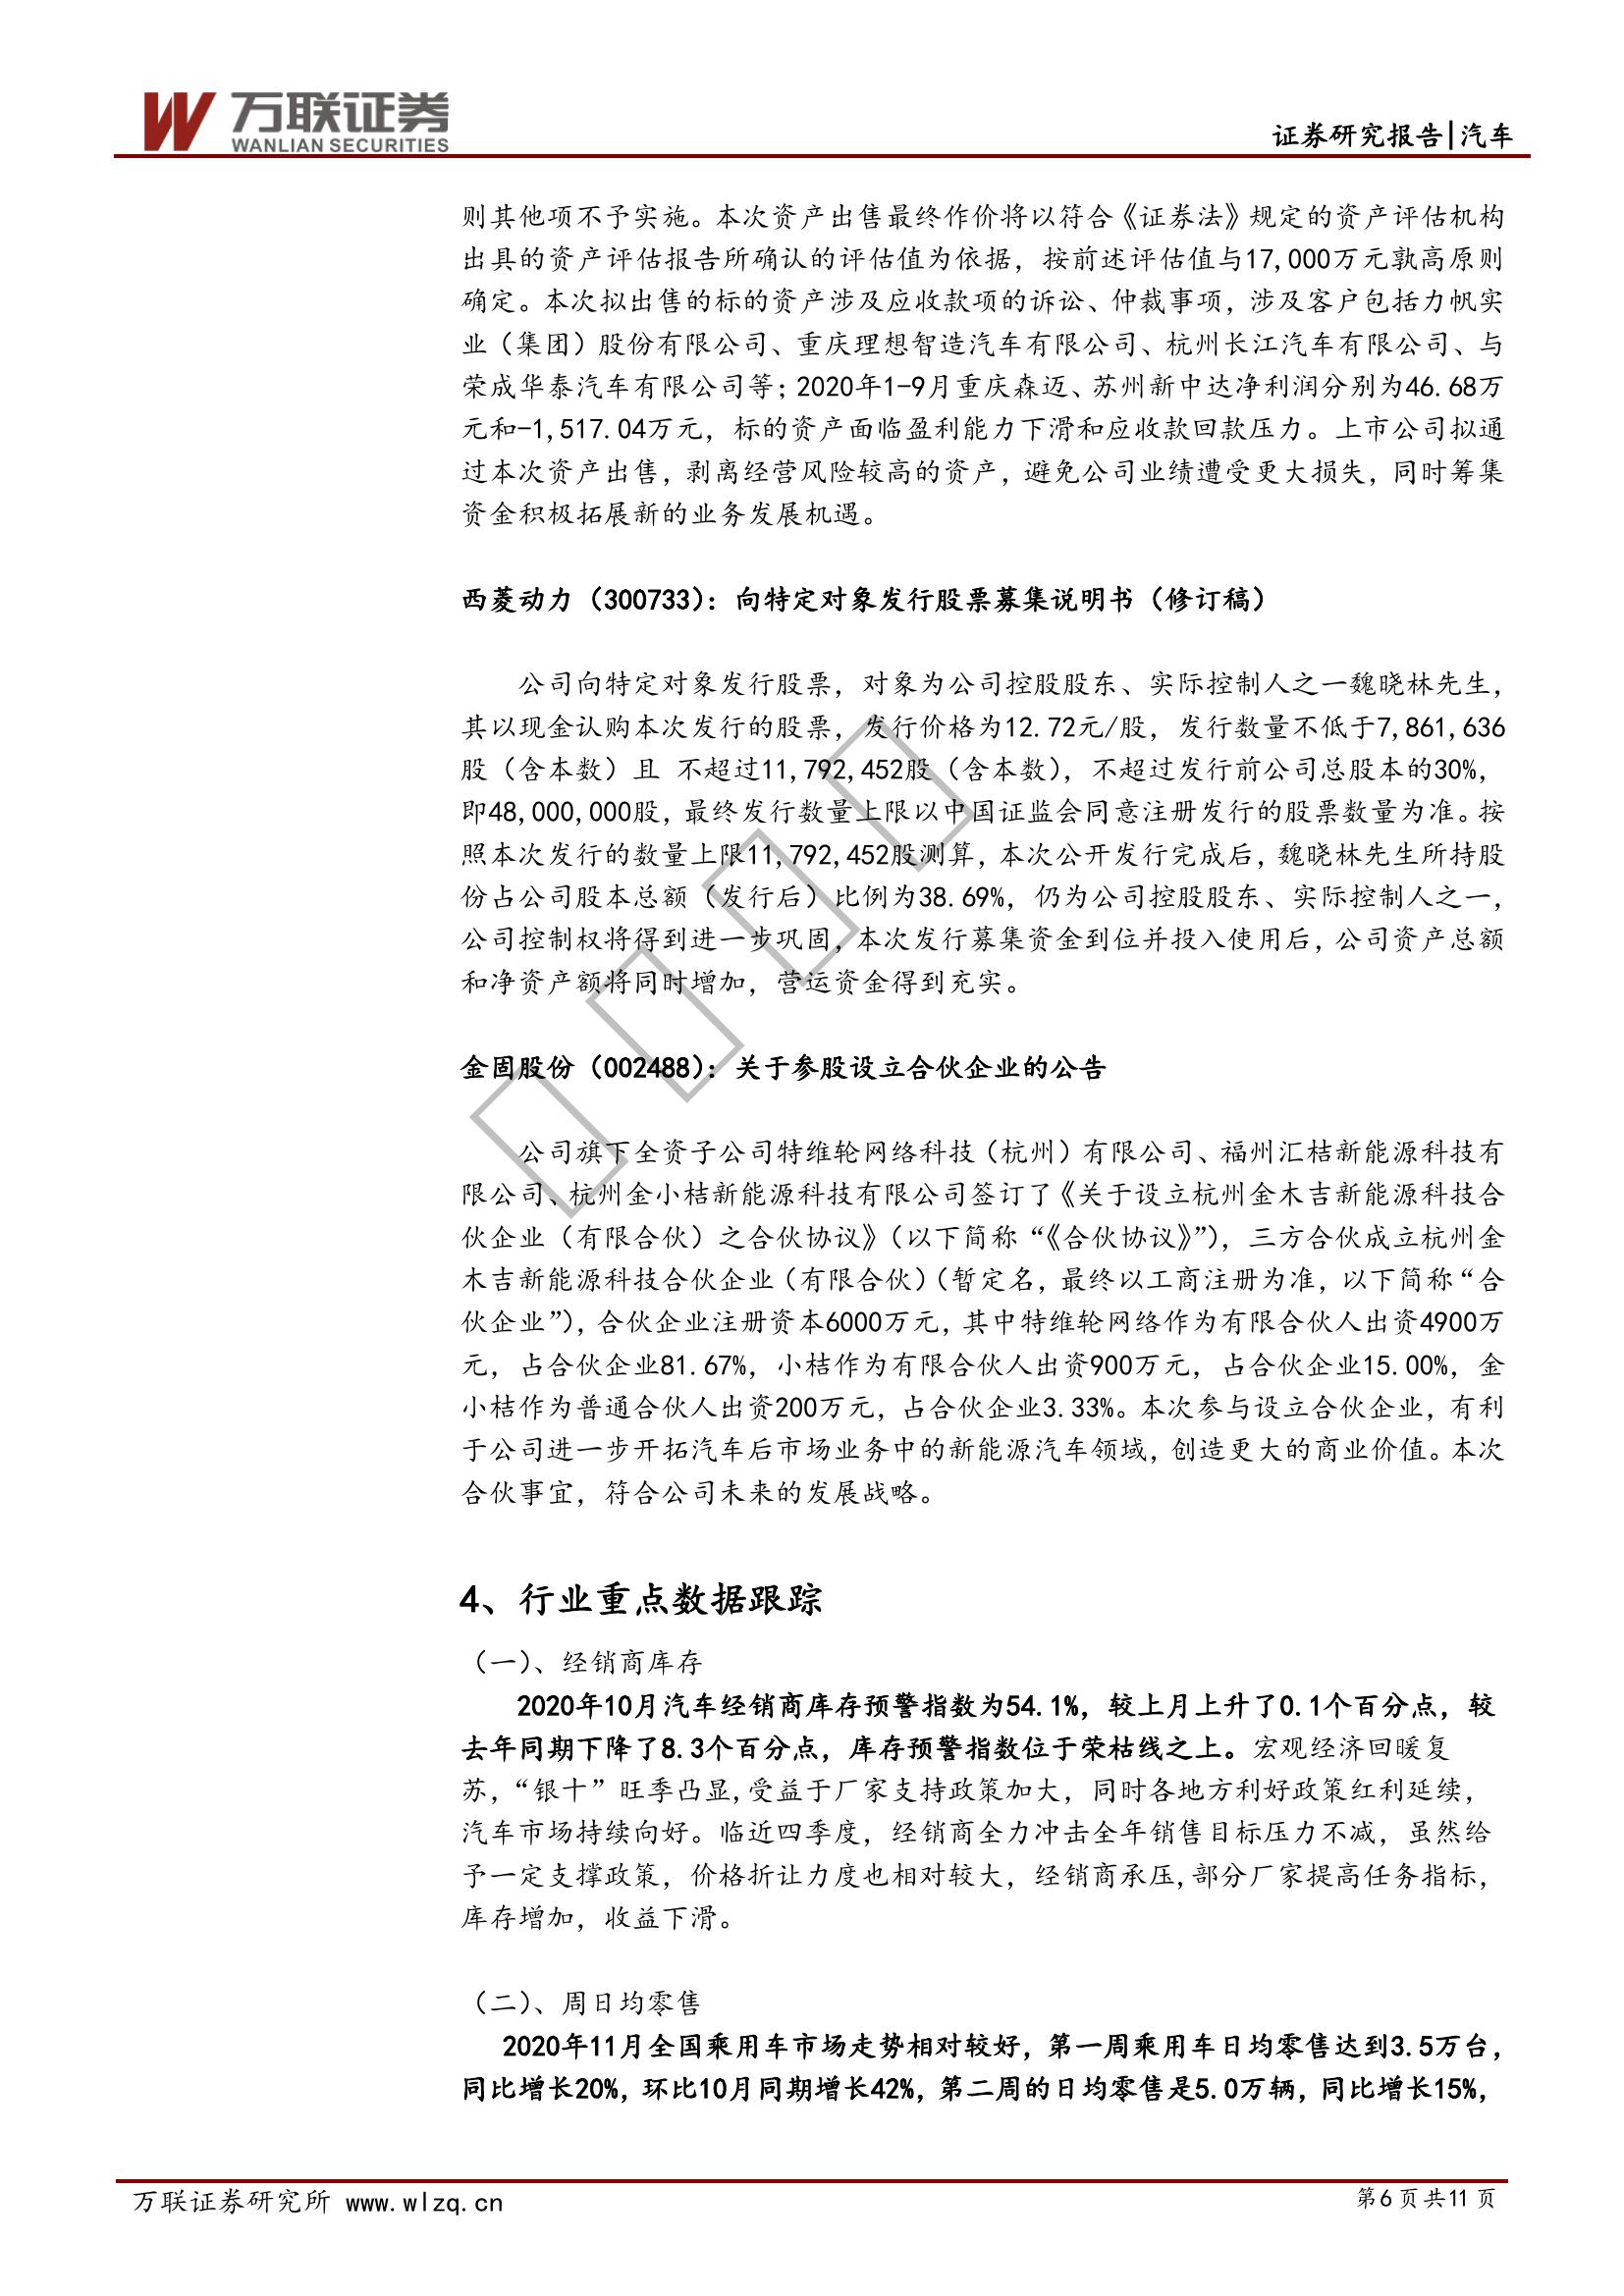 万联证券
WANLIAN SECURITIES
证券研究报告|汽车
则其他项不予实施。本次资产出售最终作价将以符合《证券法》规定的资产评估机构
出具的资产评估报告所确认的评估值为依据，按前述评估值与17,000万元孰高原则
确定。本次拟出售的标的资产涉及应收款项的诉讼、仲裁事项，涉及客户包括力帆实
业（集团）股份有限公司、重庆理想智造汽车有限公司、杭州长江汽车有限公司、与
荣成华泰汽车有限公司等；2020年1-9月重庆森迈、苏州新中达净利润分别为46.68万
元和-1,517.04万元，标的资产面临盈利能力下滑和应收款回款压力。上市公司拟通
过本次资产出售，剥离经营风险较高的资产，避免公司业绩遭受更大损失，同时筹集
资金积极拓展新的业务发展机遇。
西菱动力（300733）：向特定对象发行股票募集说明书（修订稿）
公司向特定对象发行股票，对象为公司控股股东、实际控制人之一魏晓林先生，
其以现金认购本次发行的股票，发行价格为12.72元/股，发行数量不低于7,861,636
股（含本数）且 不超过11,792,452股（含本数），不超过发行前公司总股本的30%，
即48,000,000股，最终发行数量上限以中国证监会同意注册发行的股票数量为准。按
照本次发行的数量上限11,792,452股测算，本次公开发行完成后，魏晓林先生所持股
份占公司股本总额（发行后）比例为38.69%，仍为公司控股股东、实际控制人之一，
公司控制权将得到进一步巩固，本次发行募集资金到位并投入使用后，公司资产总额
和净资产额将同时增加，营运资金得到充实。
金固股份（002488）：关于参股设立合伙企业的公告
公司旗下全资子公司特维轮网络科技（杭州）有限公司、福州汇桔新能源科技有
限公司、杭州金小桔新能源科技有限公司签订了《关于设立杭州金木吉新能源科技合
伙企业（有限合伙）之合伙协议》（以下简称“《合伙协议》”），三方合伙成立杭州金
木吉新能源科技合伙企业（有限合伙）（暂定名，最终以工商注册为准，以下简称“合
伙企业”），合伙企业注册资本6000万元，其中特维轮网络作为有限合伙人出资4900万
元，占合伙企业81.67%，小桔作为有限合伙人出资900万元，占合伙企业15.00%，金
小桔作为普通合伙人出资200万元，占合伙企业3.33%。本次参与设立合伙企业，有利
于公司进一步开拓汽车后市场业务中的新能源汽车领域，创造更大的商业价值。本次
合伙事宜，符合公司未来的发展战略。
4、行业重点数据跟踪
（一）、经销商库存
2020年10月汽车经销商库存预警指数为54.1%，较上月上升了0.1个百分点，较
去年同期下降了8.3个百分点，库存预警指数位于荣枯线之上。宏观经济回暖复
苏，“银十”旺季凸显,受益于厂家支持政策加大，同时各地方利好政策红利延续，
汽车市场持续向好。临近四季度，经销商全力冲击全年销售目标压力不减，虽然给
予一定支撑政策，价格折让力度也相对较大，经销商承压,部分厂家提高任务指标，
库存增加，收益下滑。
（二）、周日均零售
2020年11月全国乘用车市场走势相对较好，第一周乘用车日均零售达到3.5万台，
同比增长20%，环比10月同期增长42%，第二周的日均零售是5.0万辆，同比增长15%，
万联证券研究所 www.wlzq.cn
第6页共11页